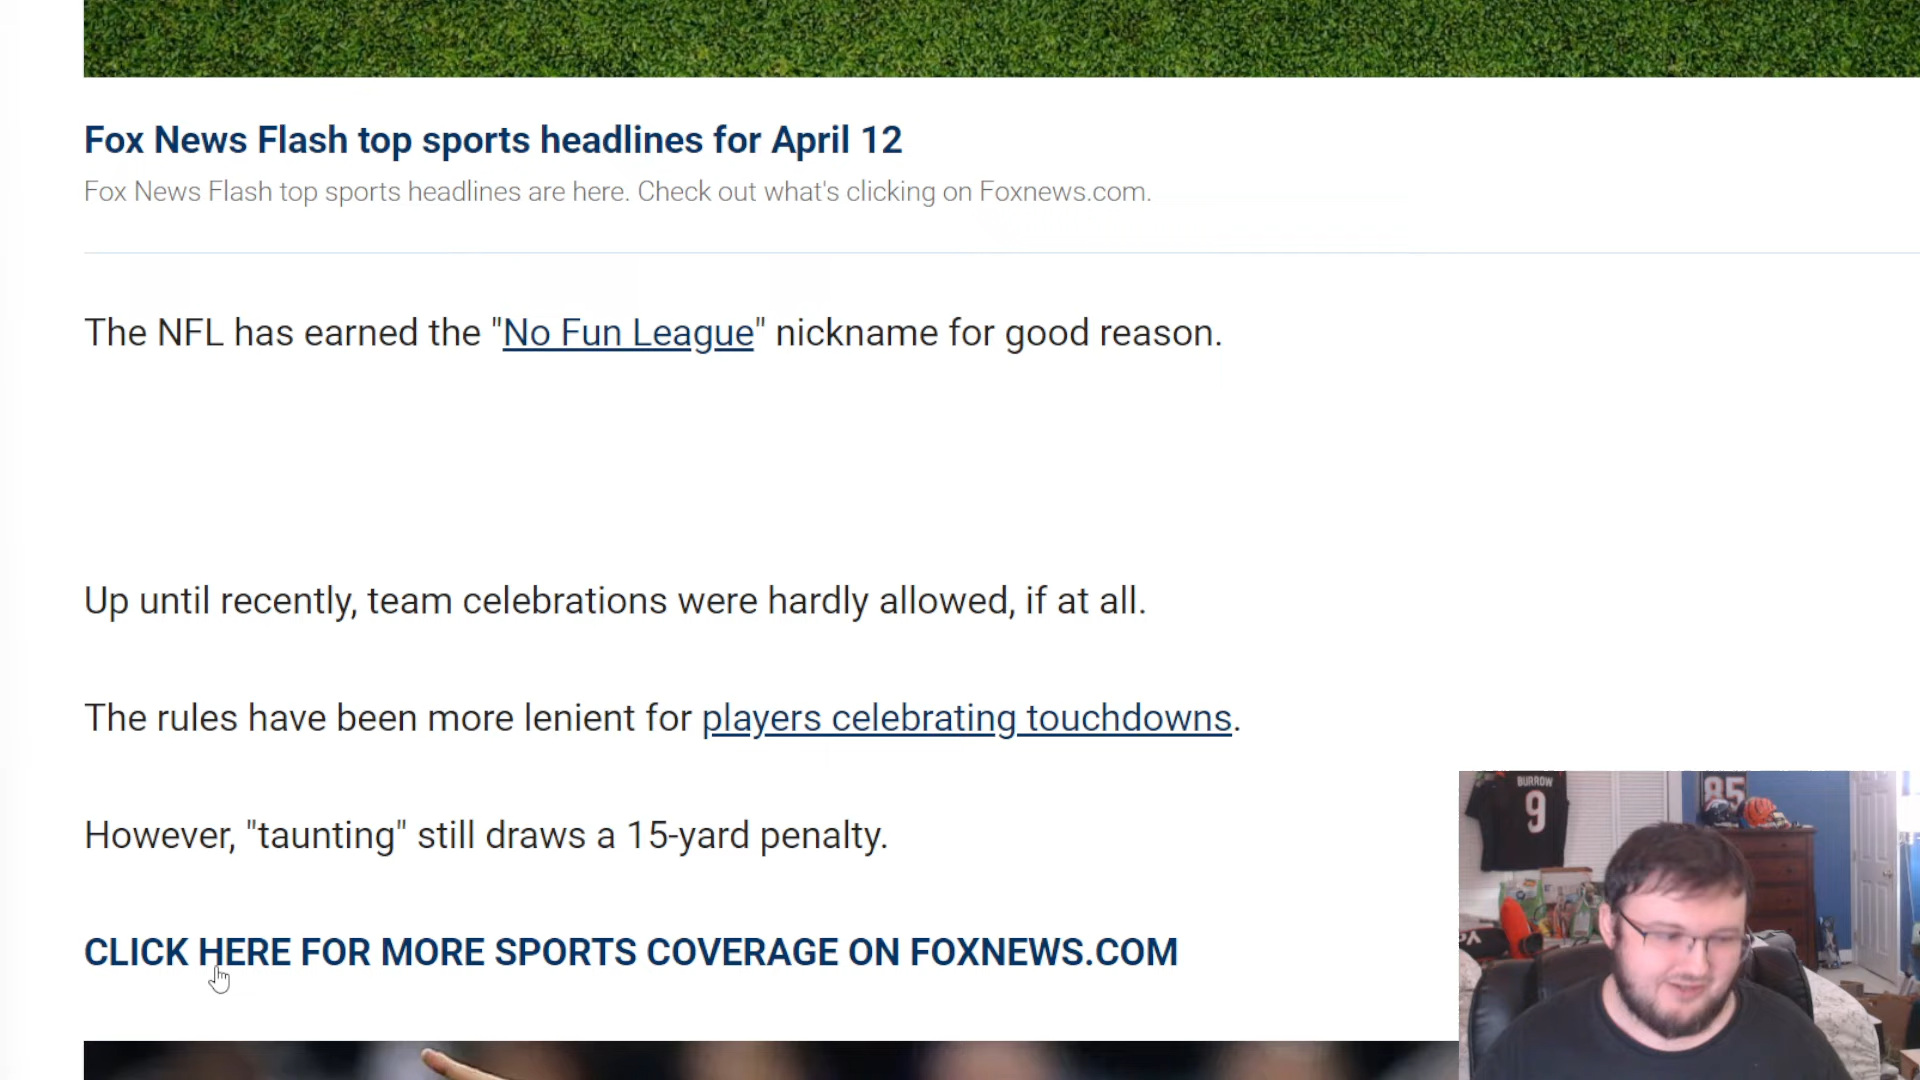 Fox News Flash top sports headlines for April 12
Fox News Flash top sports headlines are here. Check out what's clicking on Foxnews.com.
The NFL has earned the "No Fun League" nickname for good reason.
Up until recently, team celebrations were hardly allowed, if at all.
The rules have been more lenient for players celebrating touchdowns.
However, "taunting" still draws a 15-yard penalty.
CLICK HERE FOR MORE SPORTS COVERAGE ON FOXNEWS.COM
BURROW
9
85